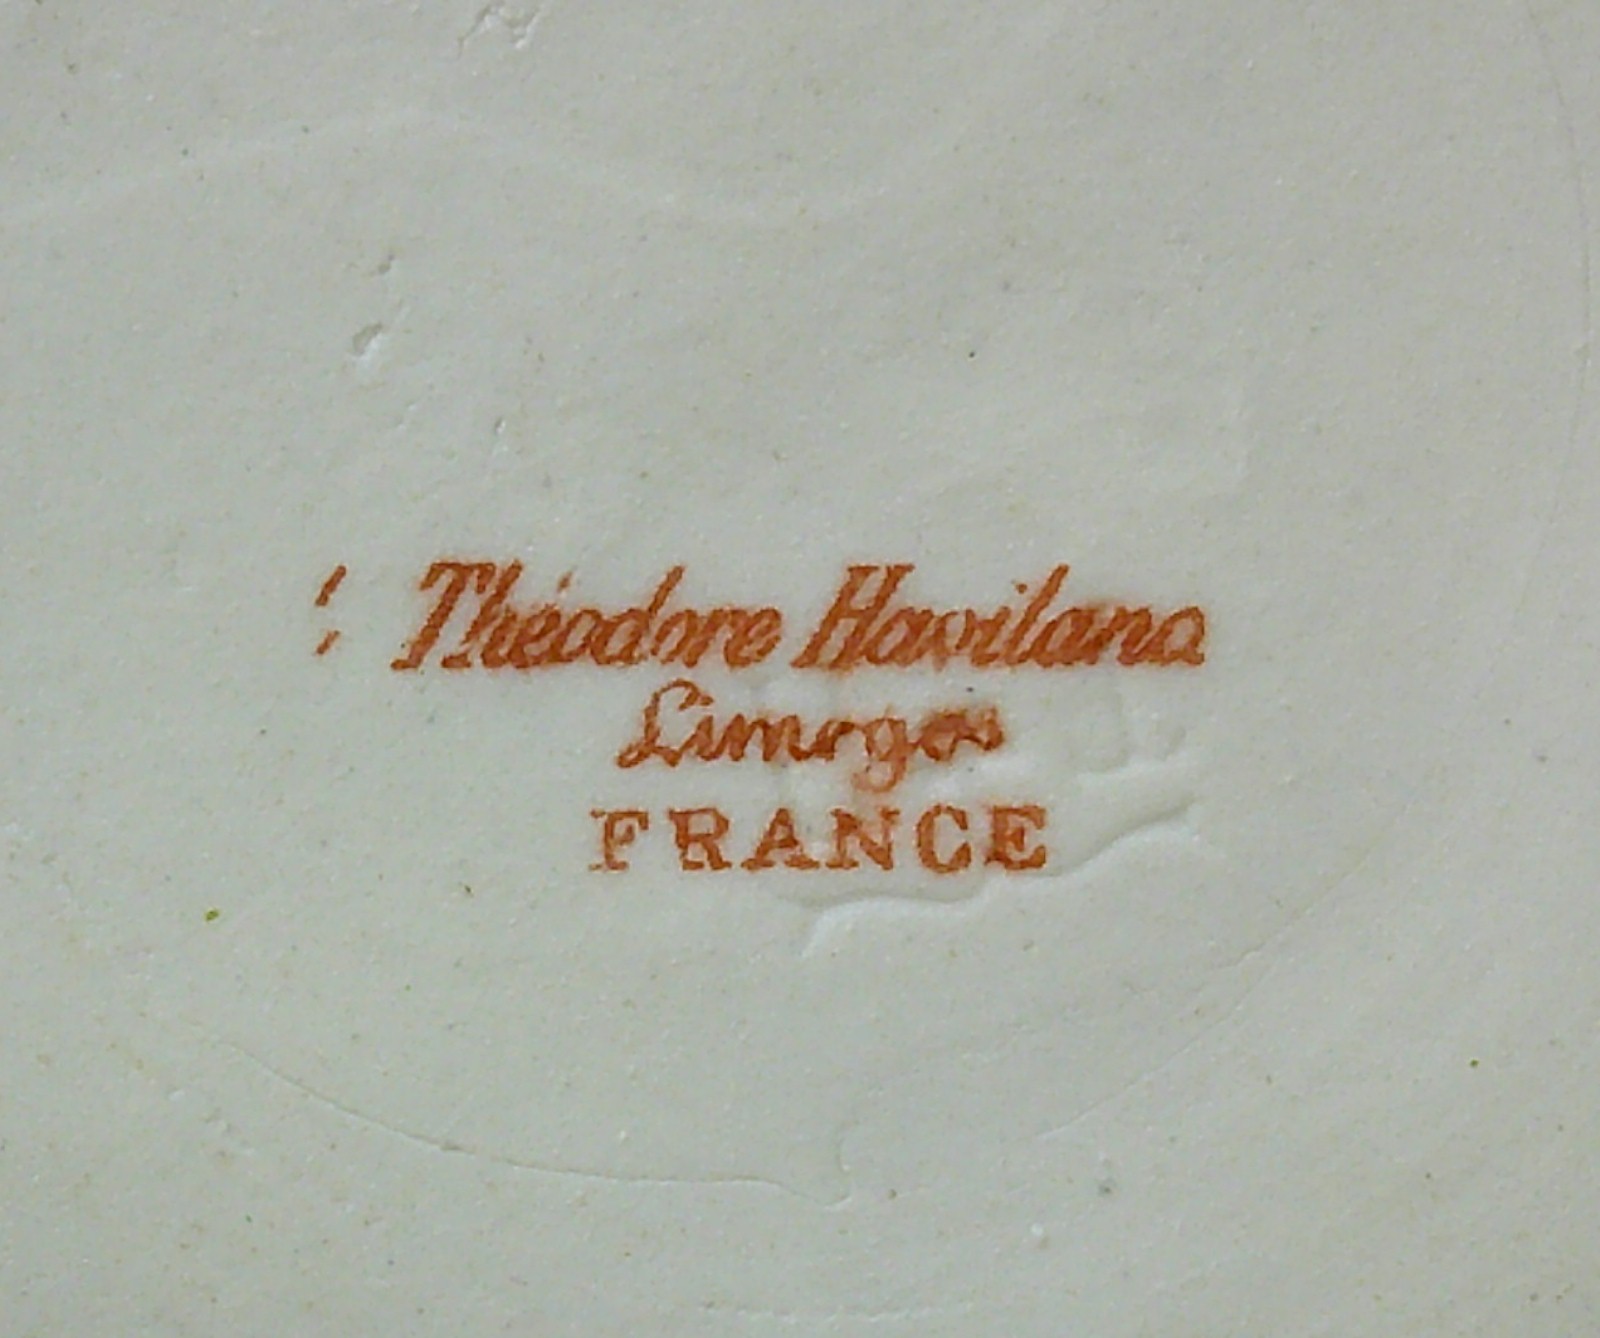 Théodore Haviland
Limoges
FRANCE